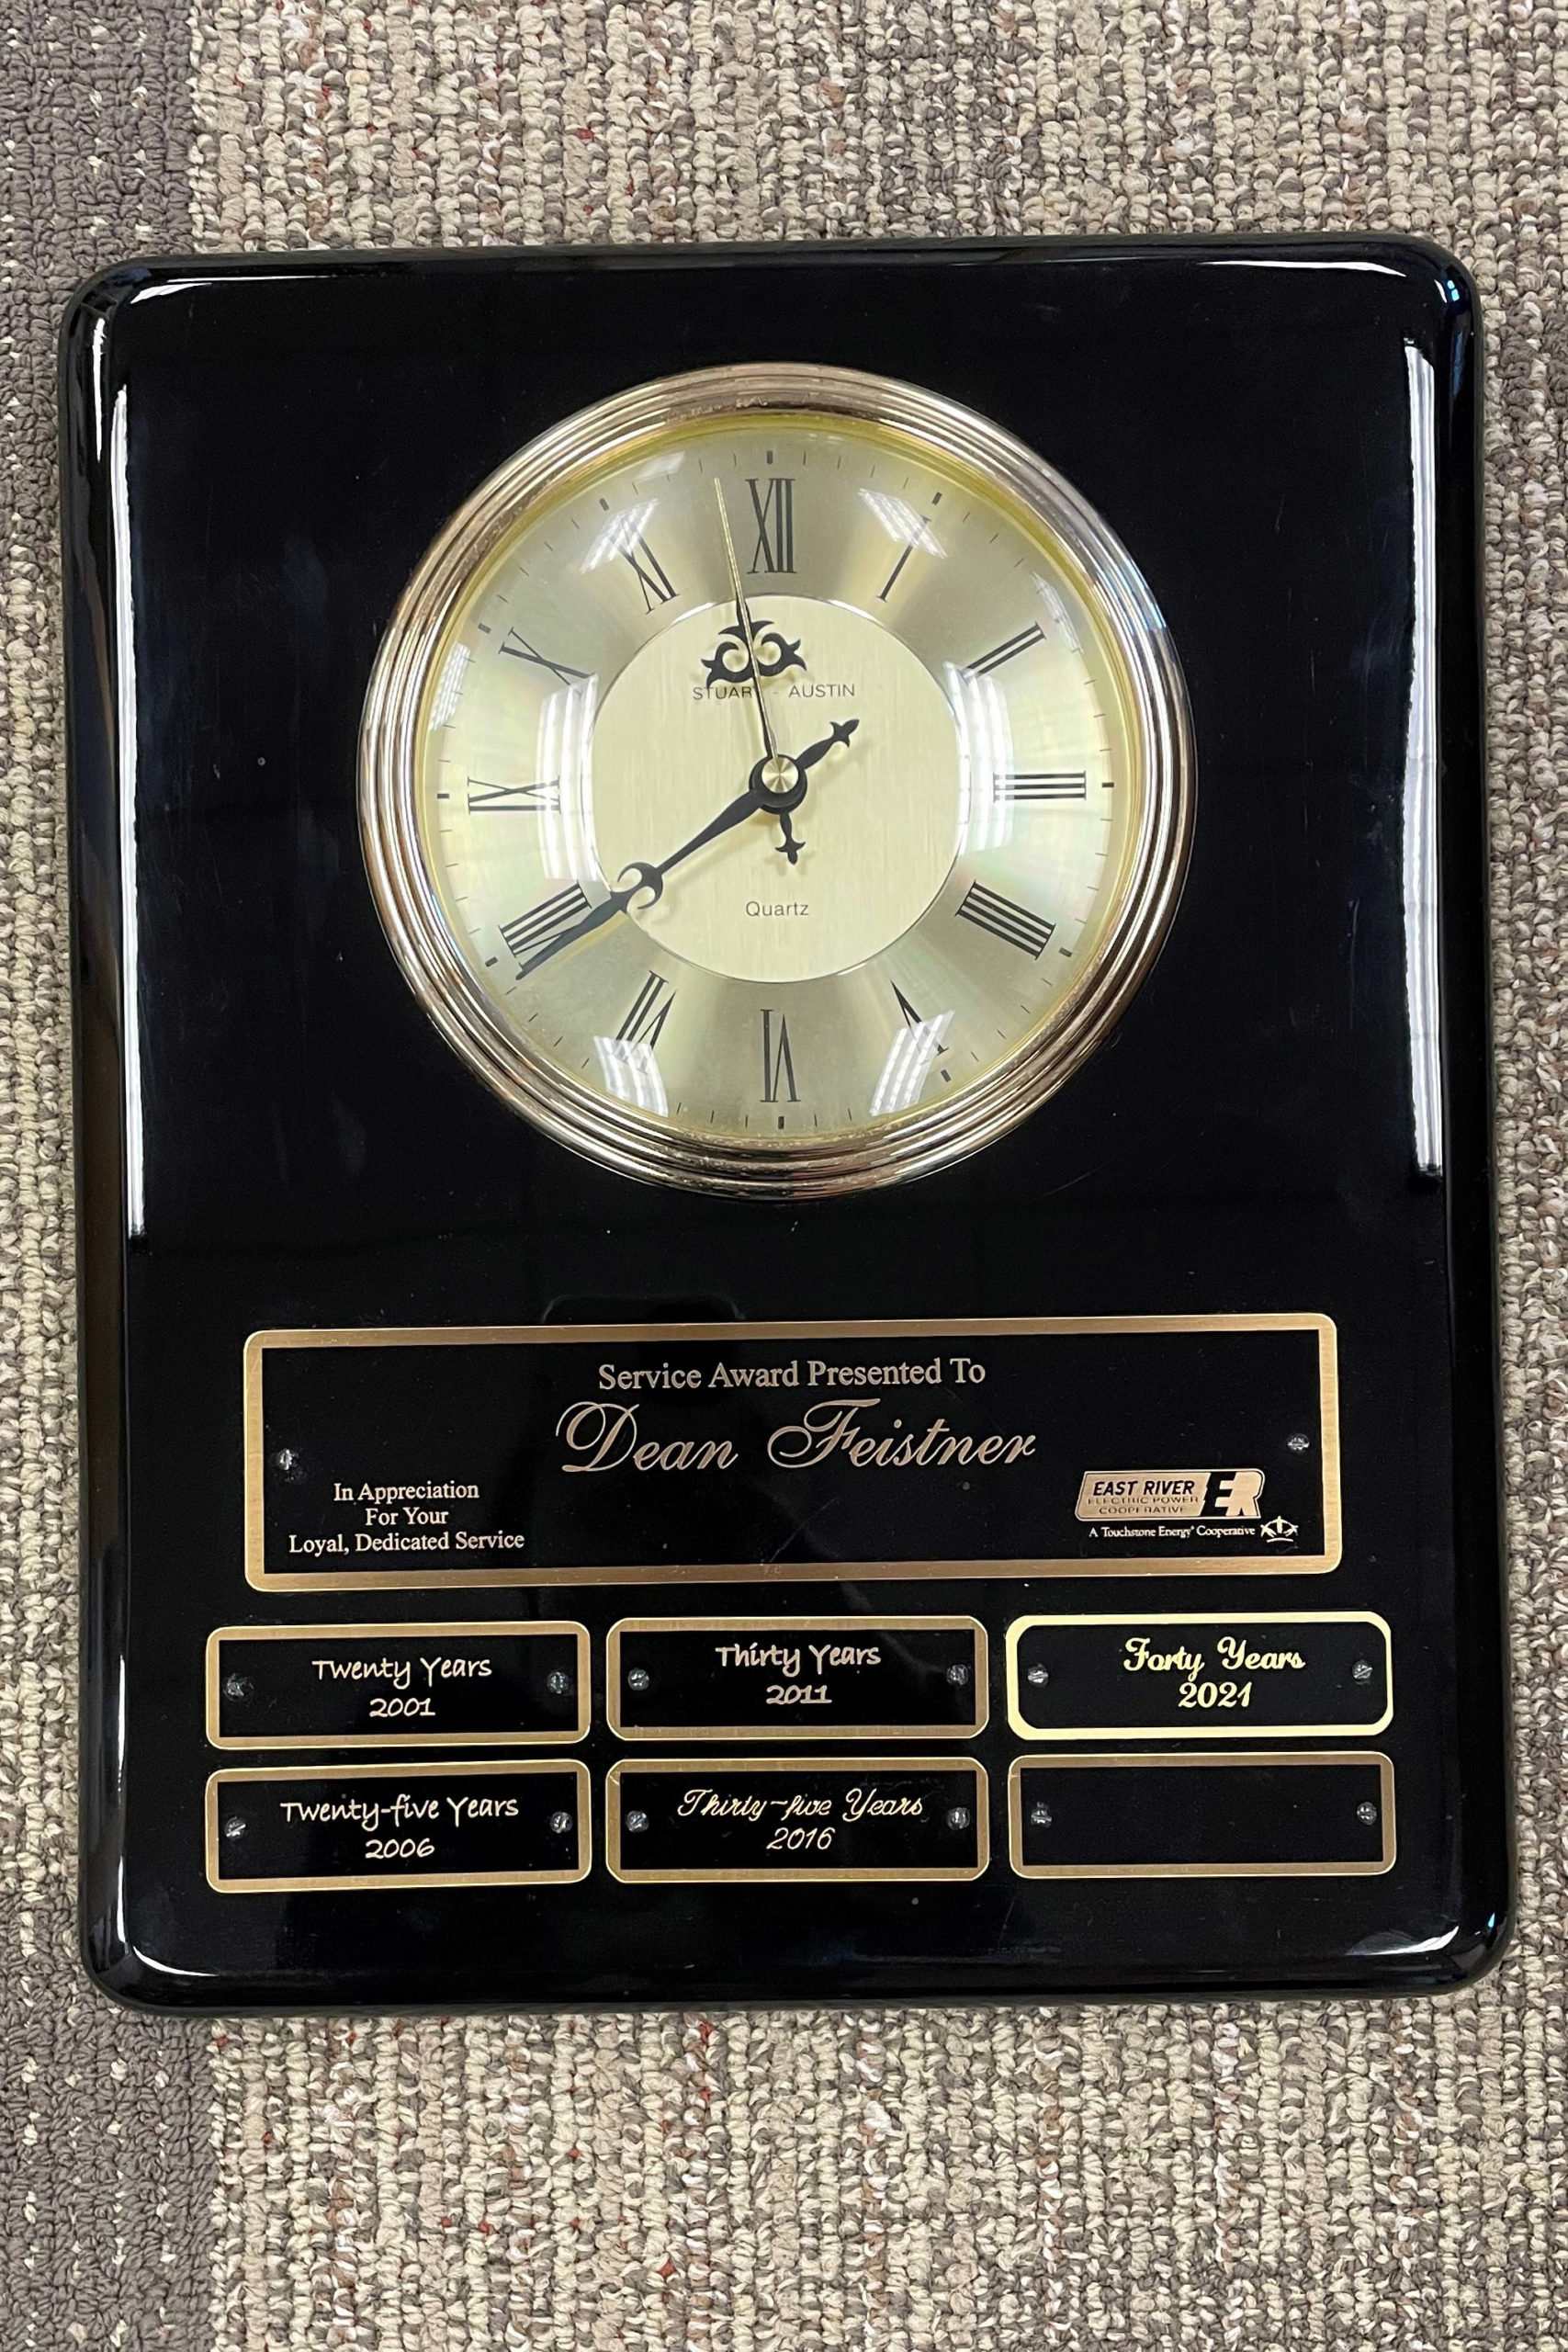 XII
I
II
III
IIII
V
VI
VII
VIII
IX
X
XI
STUART - AUSTIN
Quartz
Service Award Presented To
Dean Feistner
In Appreciation
For Your
Loyal, Dedicated Service
EAST RIVER ER
ELECTRIC POWER
COOPERATIVE
A Touchstone Energy® Cooperative
Twenty Years
2001
Thirty Years
2011
Forty Years
2021
Twenty-five Years
2006
Thirty-five Years
2016